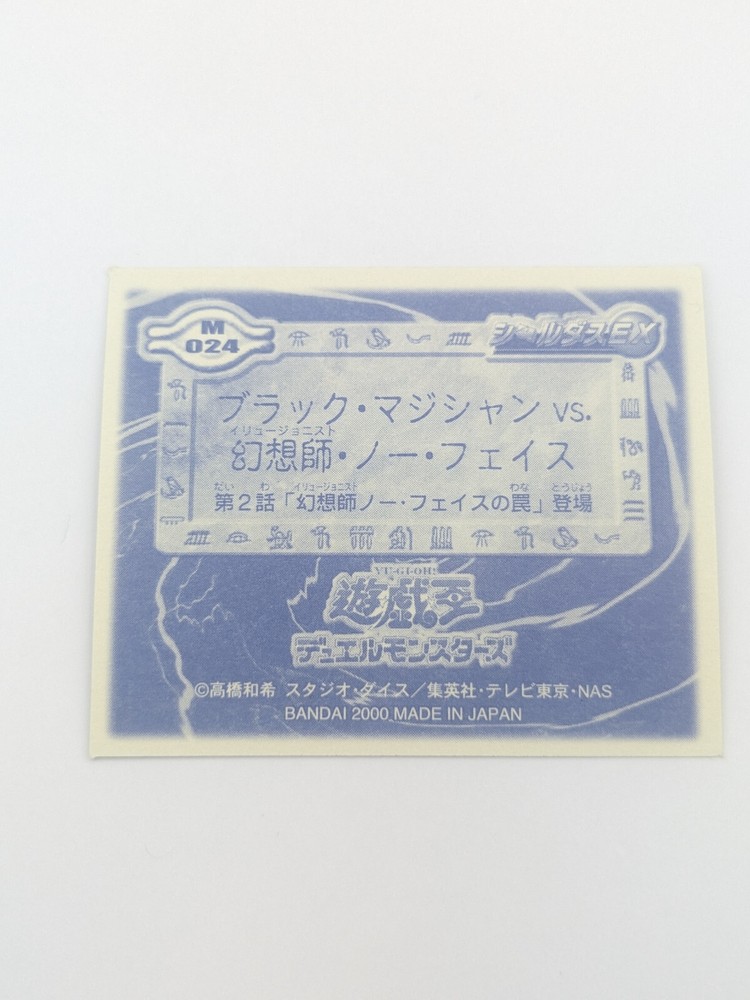 M
024
シールダスEX
ブラック・マジシャン vs.
イリュージョニスト
幻想師・ノー・フェイス
だい わ イリュージョニスト わな とうじょう
第2話「幻想師ノー・フェイスの罠」登場
YU-GI-OH!
遊戯王
デュエルモンスターズ
©高橋和希 スタジオ・ダイス／集英社・テレビ東京・NAS
BANDAI 2000 MADE IN JAPAN